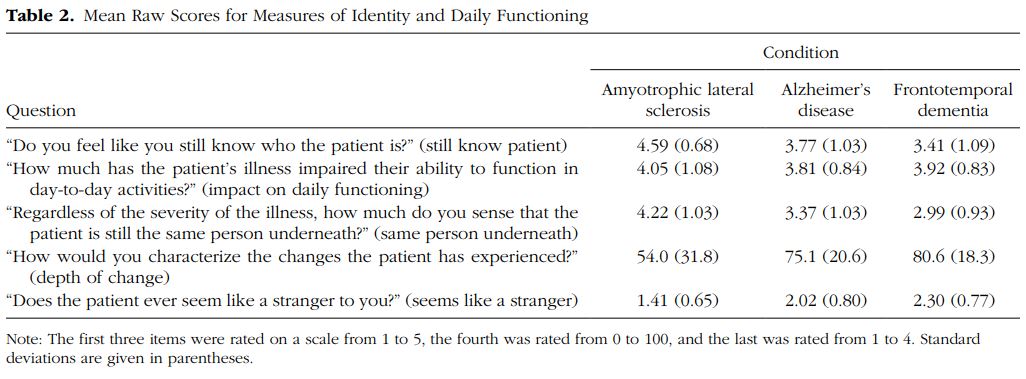 Table 2. Mean Raw Scores for Measures of Identity and Daily Functioning
Condition
Question Amyotrophic lateral sclerosis Alzheimer's disease Frontotemporal dementia
“Do you feel like you still know who the patient is?” (still know patient) 4.59 (0.68) 3.77 (1.03) 3.41 (1.09)
“How much has the patient's illness impaired their ability to function in 4.05 (1.08) 3.81 (0.84) 3.92 (0.83)
day-to-day activities?” (impact on daily functioning)
“Regardless of the severity of the illness, how much do you sense that the 4.22 (1.03) 3.37 (1.03) 2.99 (0.93)
patient is still the same person underneath?” (same person underneath)
“How would you characterize the changes the patient has experienced?” 54.0 (31.8) 75.1 (20.6) 80.6 (18.3)
(depth of change)
“Does the patient ever seem like a stranger to you?” (seems like a stranger) 1.41 (0.65) 2.02 (0.80) 2.30 (0.77)
Note: The first three items were rated on a scale from 1 to 5, the fourth was rated from 0 to 100, and the last was rated from 1 to 4. Standard
deviations are given in parentheses.